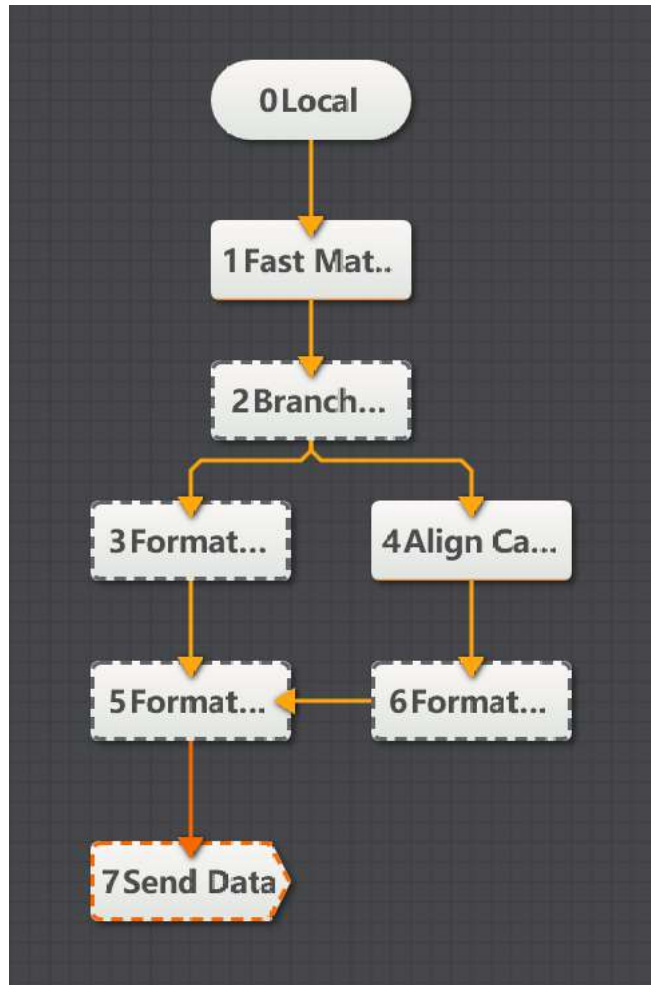 0Local
1Fast Mat..
2Branch...
3Format...
4Align Ca...
5Format...
6Format...
7Send Data